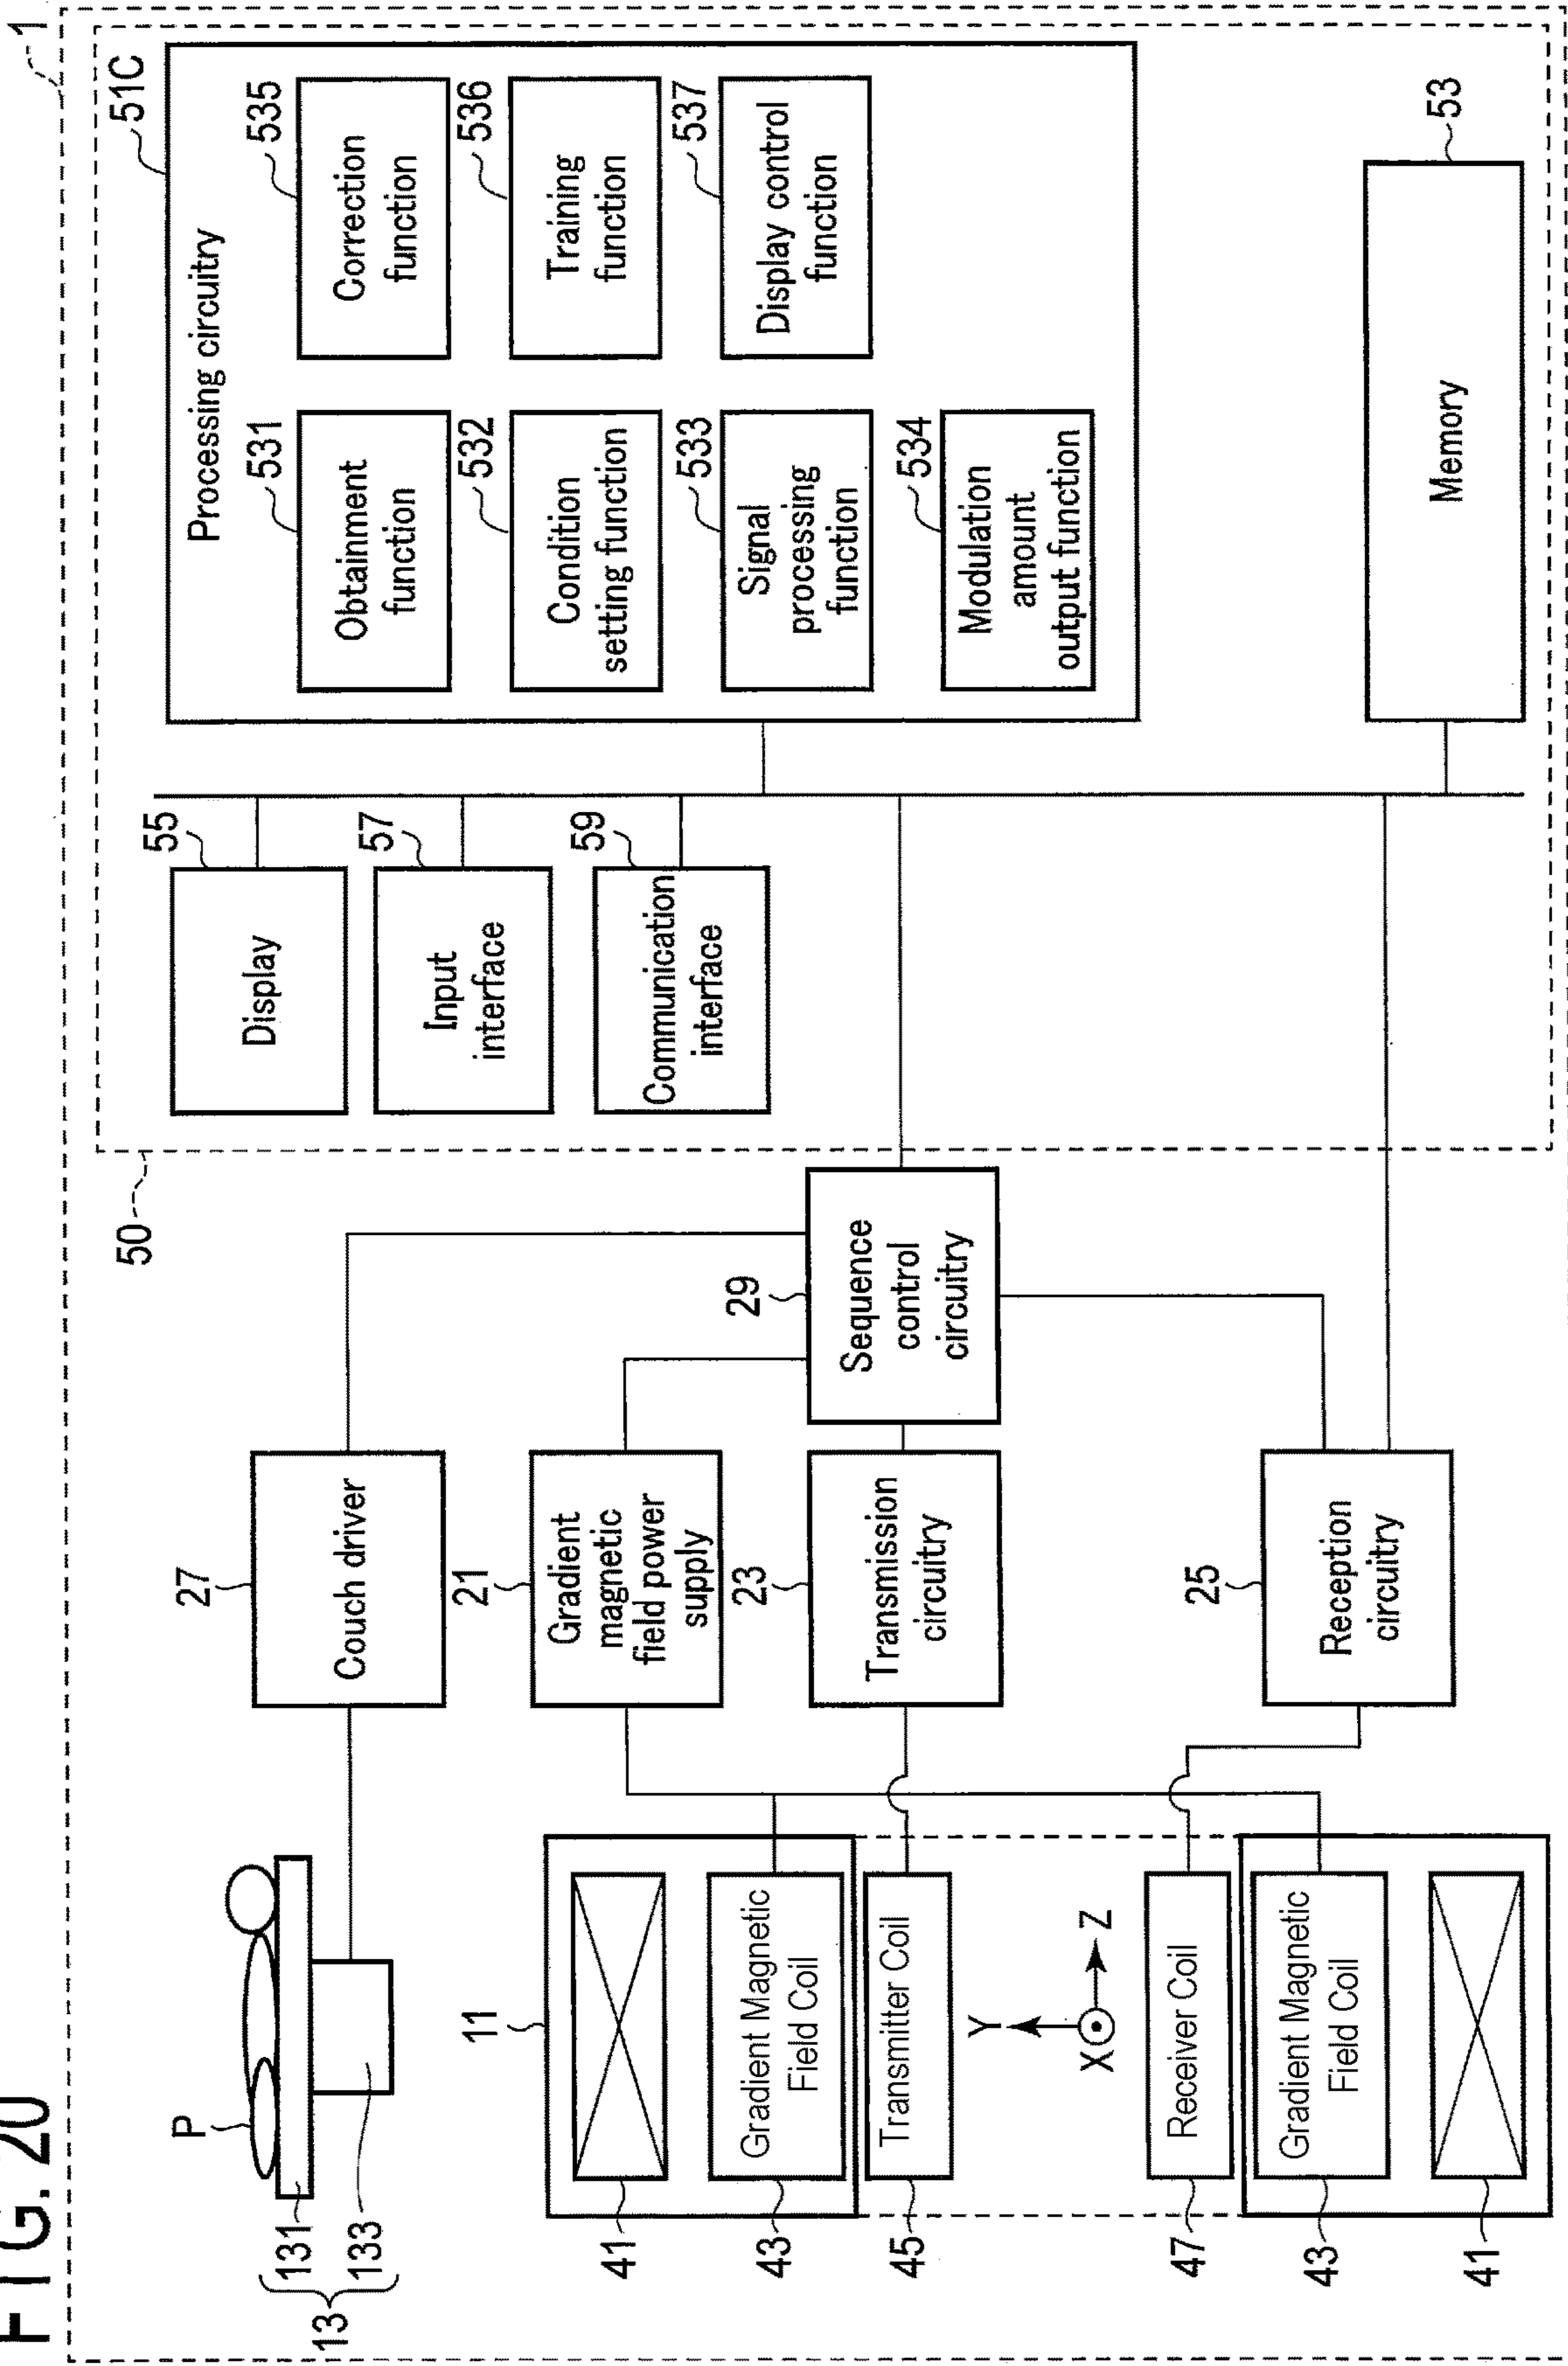 FIG. 20
1
P
131
133
13
27
Couch driver
50
55
Display
57
Input
interface
59
Communication
interface
51C
Processing circuitry
531
Obtainment
function
535
Correction
function
532
Condition
setting function
536
Training
function
533
Signal
processing
function
537
Display control
function
534
Modulation
amount
output function
53
Memory
11
41
43
Gradient Magnetic
Field Coil
45
Transmitter Coil
Y
X
Z
47
Receiver Coil
43
Gradient Magnetic
Field Coil
41
21
Gradient
magnetic
field power
supply
23
Transmission
circuitry
29
Sequence
control
circuitry
25
Reception
circuitry